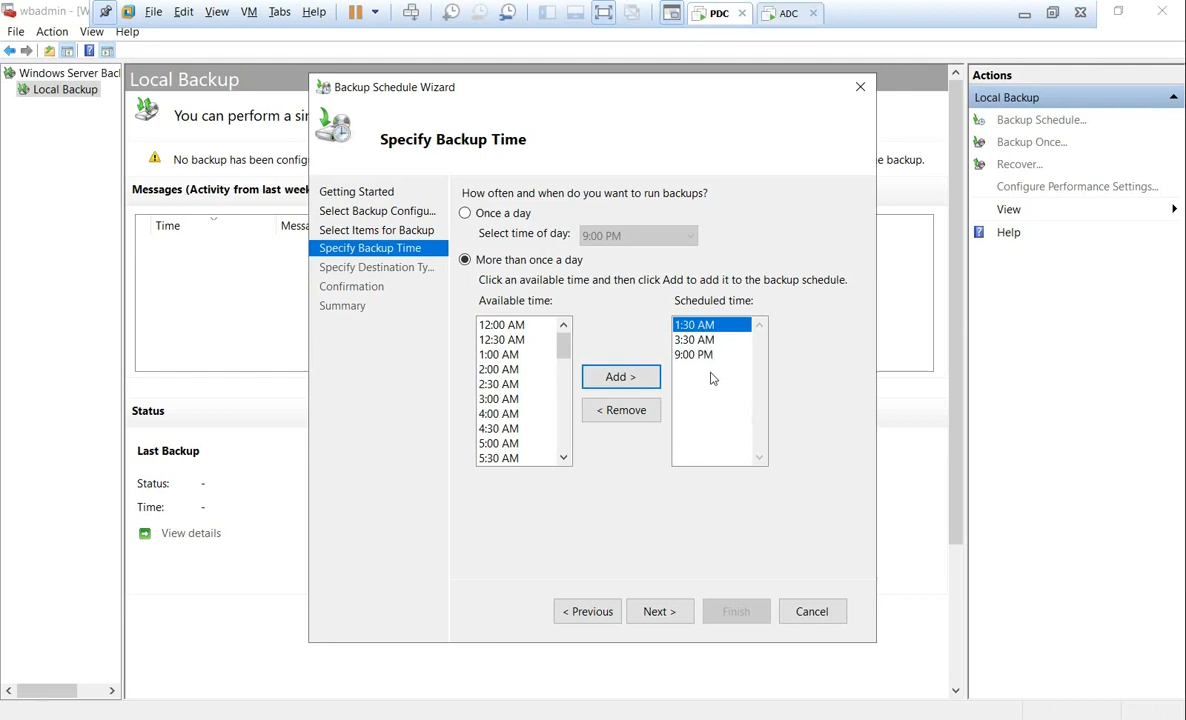 wbadmin - [W
File Edit View VM Tabs Help
PDC
ADC
File Action View Help
Windows Server Bac
Local Backup
Local Backup
You can perform a si
No backup has been config
e backup.
Messages (Activity from last week
Time
Messa
Status
Last Backup
Status: -
Time: -
View details
Backup Schedule Wizard
Specify Backup Time
Getting Started
Select Backup Configu...
Select Items for Backup
Specify Backup Time
Specify Destination Ty...
Confirmation
Summary
How often and when do you want to run backups?
Once a day
Select time of day: 9:00 PM
More than once a day
Click an available time and then click Add to add it to the backup schedule.
Available time:
12:00 AM
12:30 AM
1:00 AM
2:00 AM
2:30 AM
3:00 AM
4:00 AM
4:30 AM
5:00 AM
5:30 AM
Add >
< Remove
Scheduled time:
1:30 AM
3:30 AM
9:00 PM
< Previous Next > Finish Cancel
Actions
Local Backup
Backup Schedule...
Backup Once...
Recover...
Configure Performance Settings...
View
Help